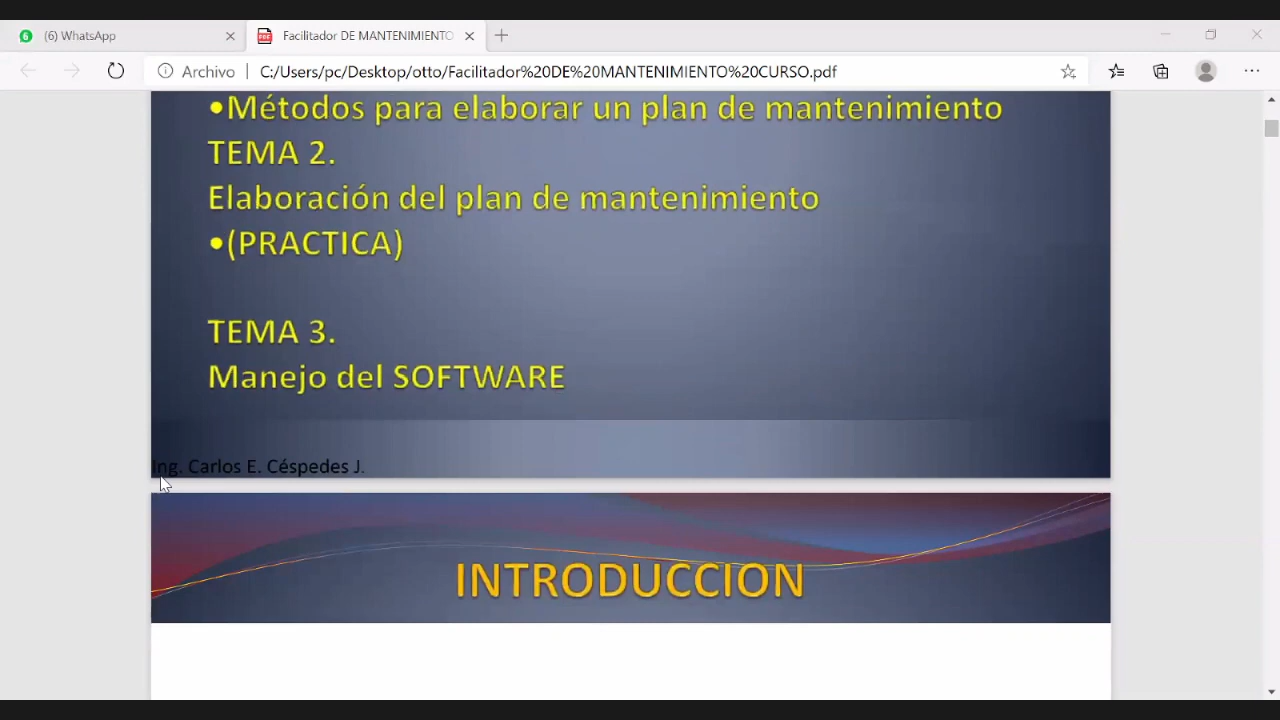 6 (6) WhatsApp
PDF Facilitador DE MANTENIMIENTO
Archivo C:/Users/pc/Desktop/otto/Facilitador%20DE%20MANTENIMIENTO%20CURSO.pdf
•Métodos para elaborar un plan de mantenimiento
TEMA 2.
Elaboración del plan de mantenimiento
•(PRACTICA)
TEMA 3.
Manejo del SOFTWARE
Ing. Carlos E. Céspedes J.
INTRODUCCION